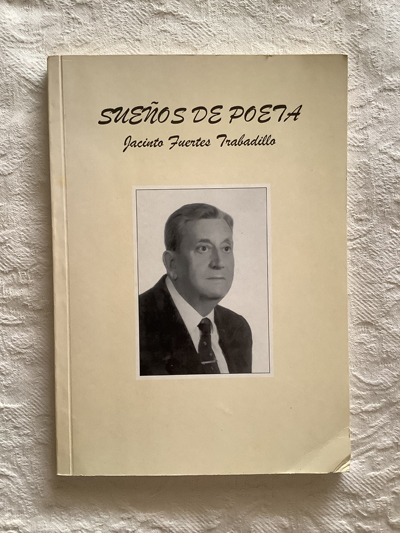 SUEÑOS DE POETA
Jacinto Fuertes Trabadillo